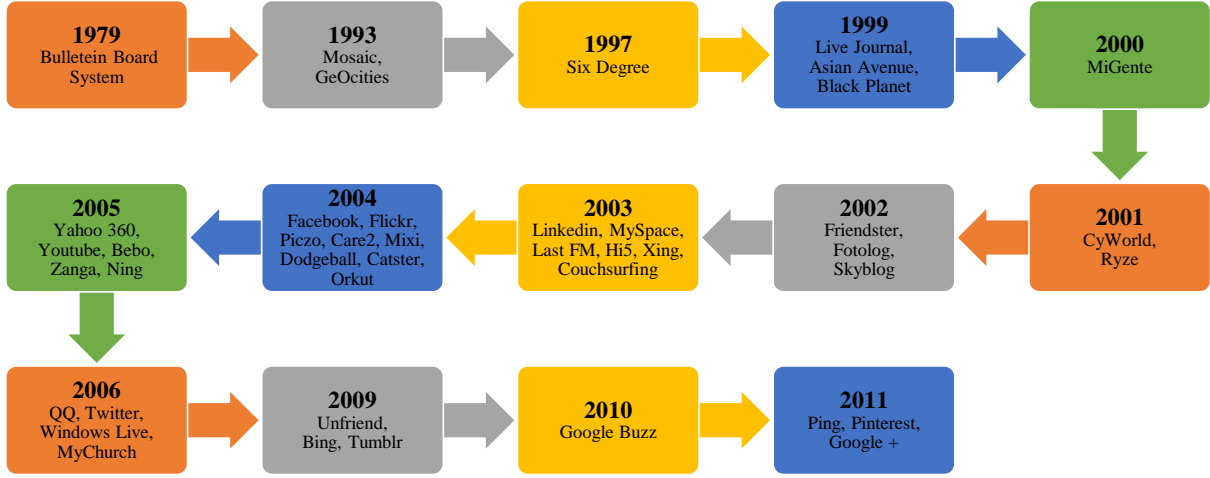 1979
Bulletein Board
System
1993
Mosaic,
GeOcities
1997
Six Degree
1999
Live Journal,
Asian Avenue,
Black Planet
2000
MiGente
2001
CyWorld,
Ryze
2002
Friendster,
Fotolog,
Skyblog
2003
Linkedin, MySpace,
Last FM, Hi5, Xing,
Couchsurfing
2004
Facebook, Flickr,
Piczo, Care2, Mixi,
Dodgeball, Catster,
Orkut
2005
Yahoo 360,
Youtube, Bebo,
Zanga, Ning
2006
QQ, Twitter,
Windows Live,
MyChurch
2009
Unfriend,
Bing, Tumblr
2010
Google Buzz
2011
Ping, Pinterest,
Google +